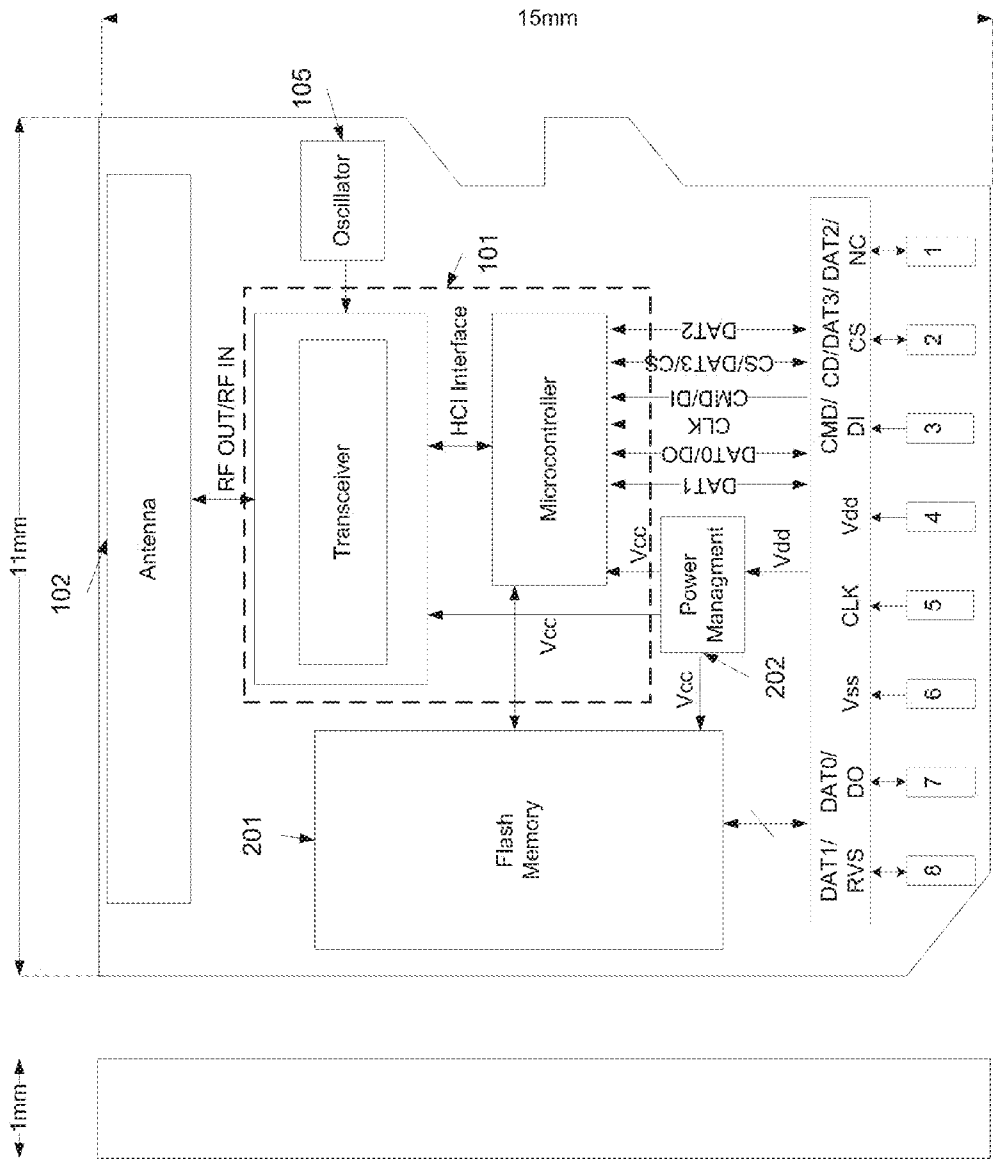 15mm
11mm
1mm
102
Antenna
RF OUT/RF IN
105
Oscillator
101
Transceiver
HCI Interface
Microcontroller
201
Flash
Memory
Vcc
Vcc
Vcc
Power
Managment
202
Vdd
DAT1
DAT0/DO
CLK
CMD/DI
CS/DAT3/CS
DAT2
DAT1/
RVS
DAT0/
DO
Vss
CLK
Vdd
CMD/
DI
CD/DAT3/
CS
DAT2/
NC
8
7
6
5
4
3
2
1